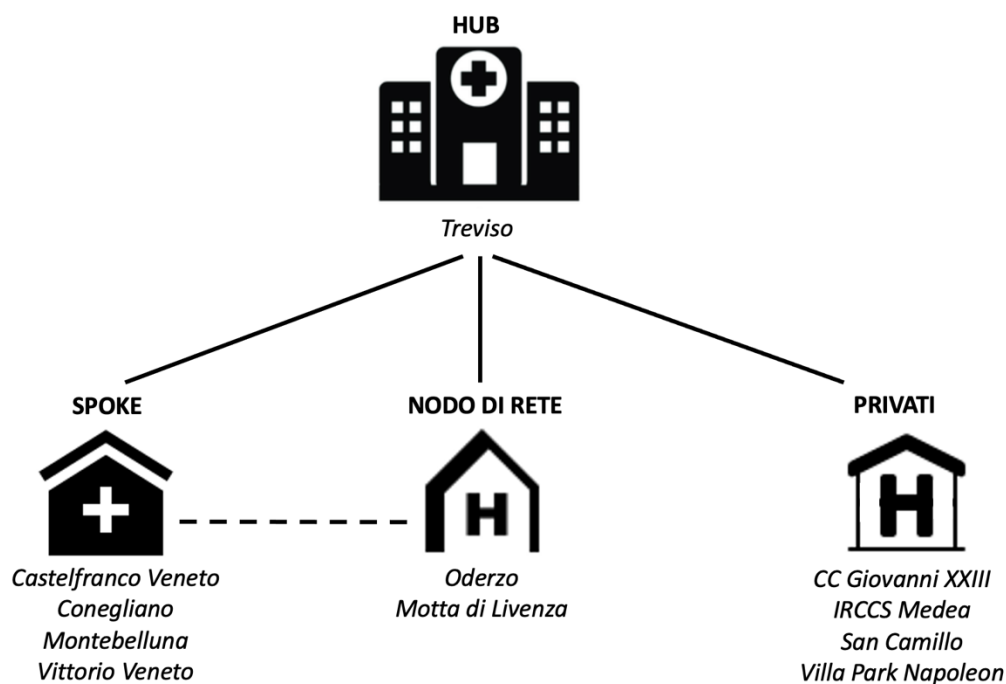 HUB
Treviso
SPOKE
NODO DI RETE
PRIVATI
H
H
Castelfranco Veneto
Conegliano
Montebelluna
Vittorio Veneto
Oderzo
Motta di Livenza
CC Giovanni XXIII
IRCCS Medea
San Camillo
Villa Park Napoleon